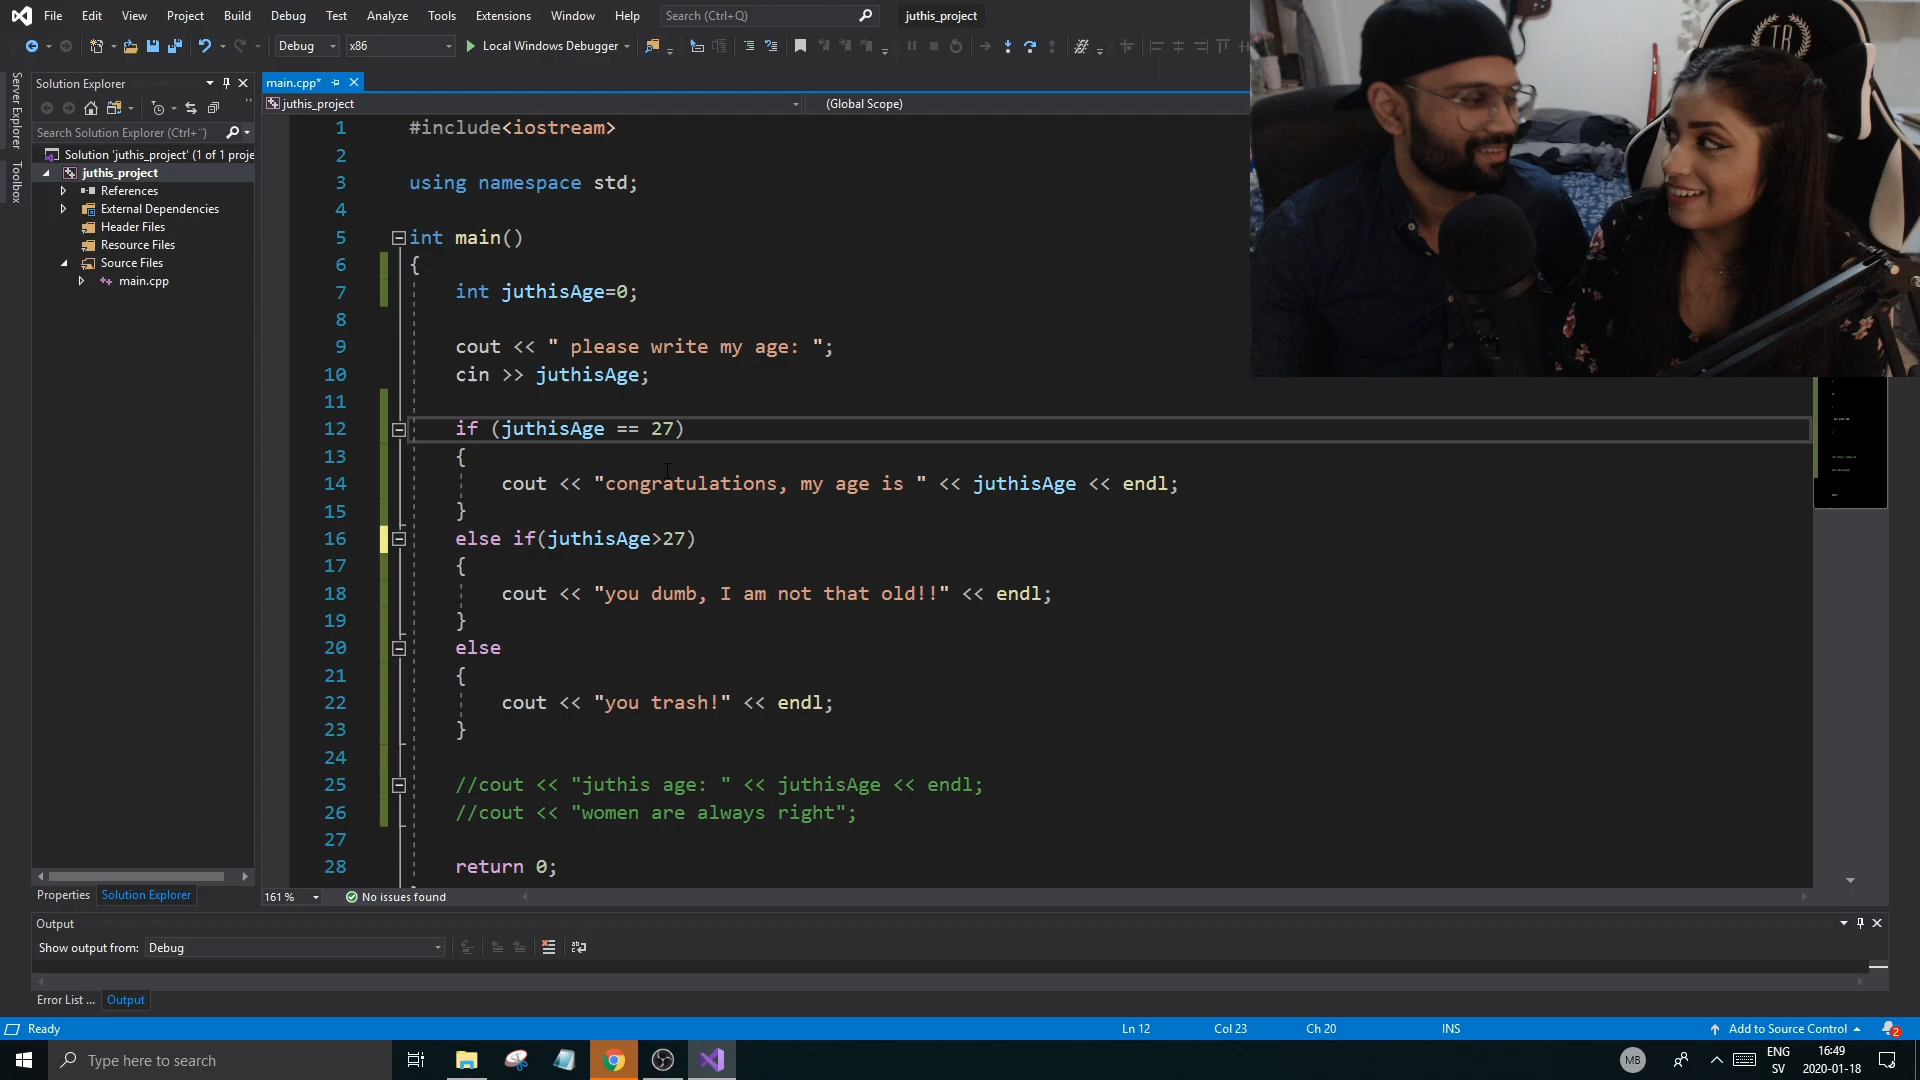 File Edit View Project Build Debug Test Analyze Tools Extensions Window Help Search (Ctrl+Q) juthis_project
Debug x86 Local Windows Debugger
Server Explorer
Toolbox
Solution Explorer
Search Solution Explorer (Ctrl+¨)
Solution 'juthis_project' (1 of 1 proje
juthis_project
References
External Dependencies
Header Files
Resource Files
Source Files
main.cpp
Properties Solution Explorer
main.cpp*
juthis_project (Global Scope)
1 #include<iostream>
2
3 using namespace std;
4
5 int main()
6 {
7 int juthisAge=0;
8
9 cout << " please write my age: ";
10 cin >> juthisAge;
11
12 if (juthisAge == 27)
13 {
14 cout << "congratulations, my age is " << juthisAge << endl;
15 }
16 else if(juthisAge>27)
17 {
18 cout << "you dumb, I am not that old!!" << endl;
19 }
20 else
21 {
22 cout << "you trash!" << endl;
23 }
24
25 //cout << "juthis age: " << juthisAge << endl;
26 //cout << "women are always right";
27
28 return 0;
161 % No issues found
TR
Output
Show output from: Debug
Error List ... Output
Ready Ln 12 Col 23 Ch 20 INS Add to Source Control 2
Type here to search
MB
ENG
SV
16:49
2020-01-18